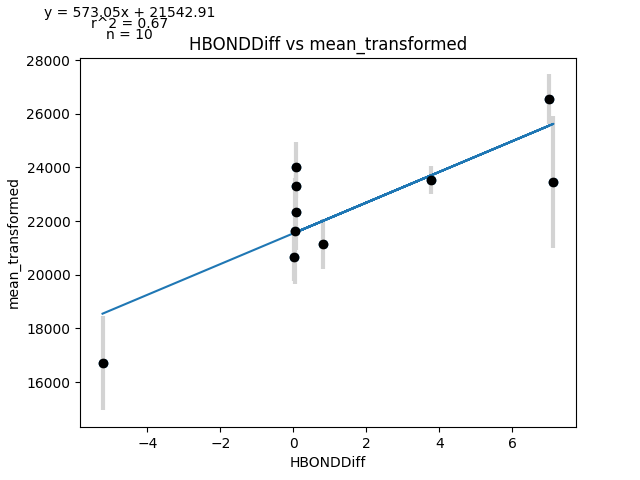 y = 573.05x + 21542.91
r^2 = 0.67
n = 10
HBONDDiff vs mean_transformed
28000
26000
24000
22000
20000
18000
16000
mean_transformed
−4
−2
0
2
4
6
HBONDDiff